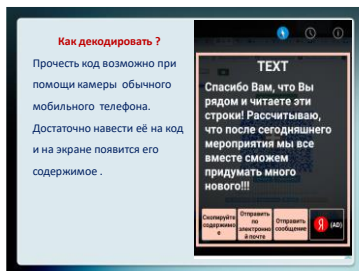 Как декодировать ?
Прочесть код возможно при
помощи камеры обычного
мобильного телефона.
Достаточно навести её на код
и на экране появится его
содержимое .
TEXT
Спасибо Вам, что Вы
рядом и читаете эти
строки! Рассчитываю,
что после сегодняшнего
мероприятия мы все
вместе сможем
придумать много
нового!!!
Скопируйте
содержимо
е
Отправить
по
электронно
й почте
Отправить
сообщение
Я (AD)